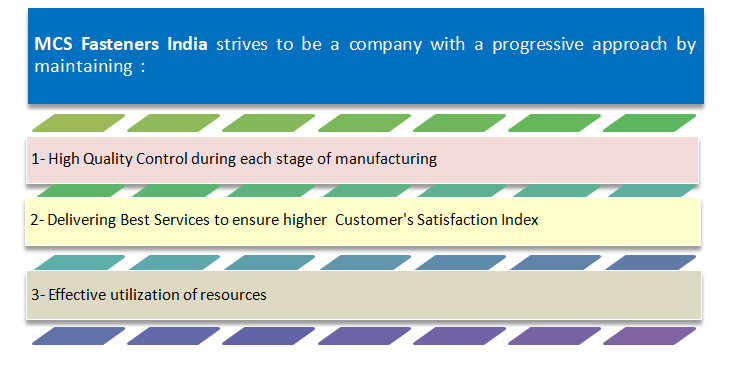 MCS Fasteners India strives to be a company with a progressive approach by
maintaining :
1- High Quality Control during each stage of manufacturing
2- Delivering Best Services to ensure higher Customer's Satisfaction Index
3- Effective utilization of resources